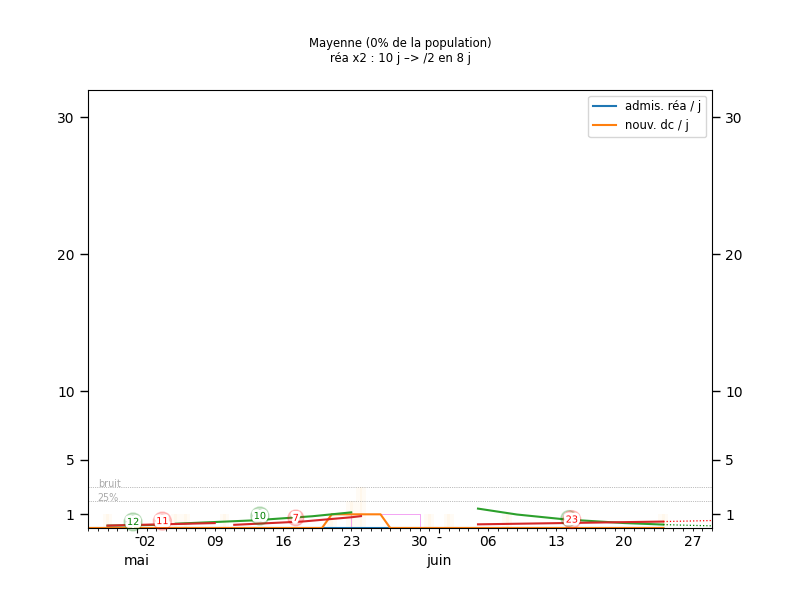 Mayenne (0% de la population)
réa x2 : 10 j –> /2 en 8 j
admis. réa / j
nouv. dc / j
30 30
20 20
10 10
5 5
bruit
25%
1 1
12 11 10 7 23
02 09 16 23 30 06 13 20 27
mai juin